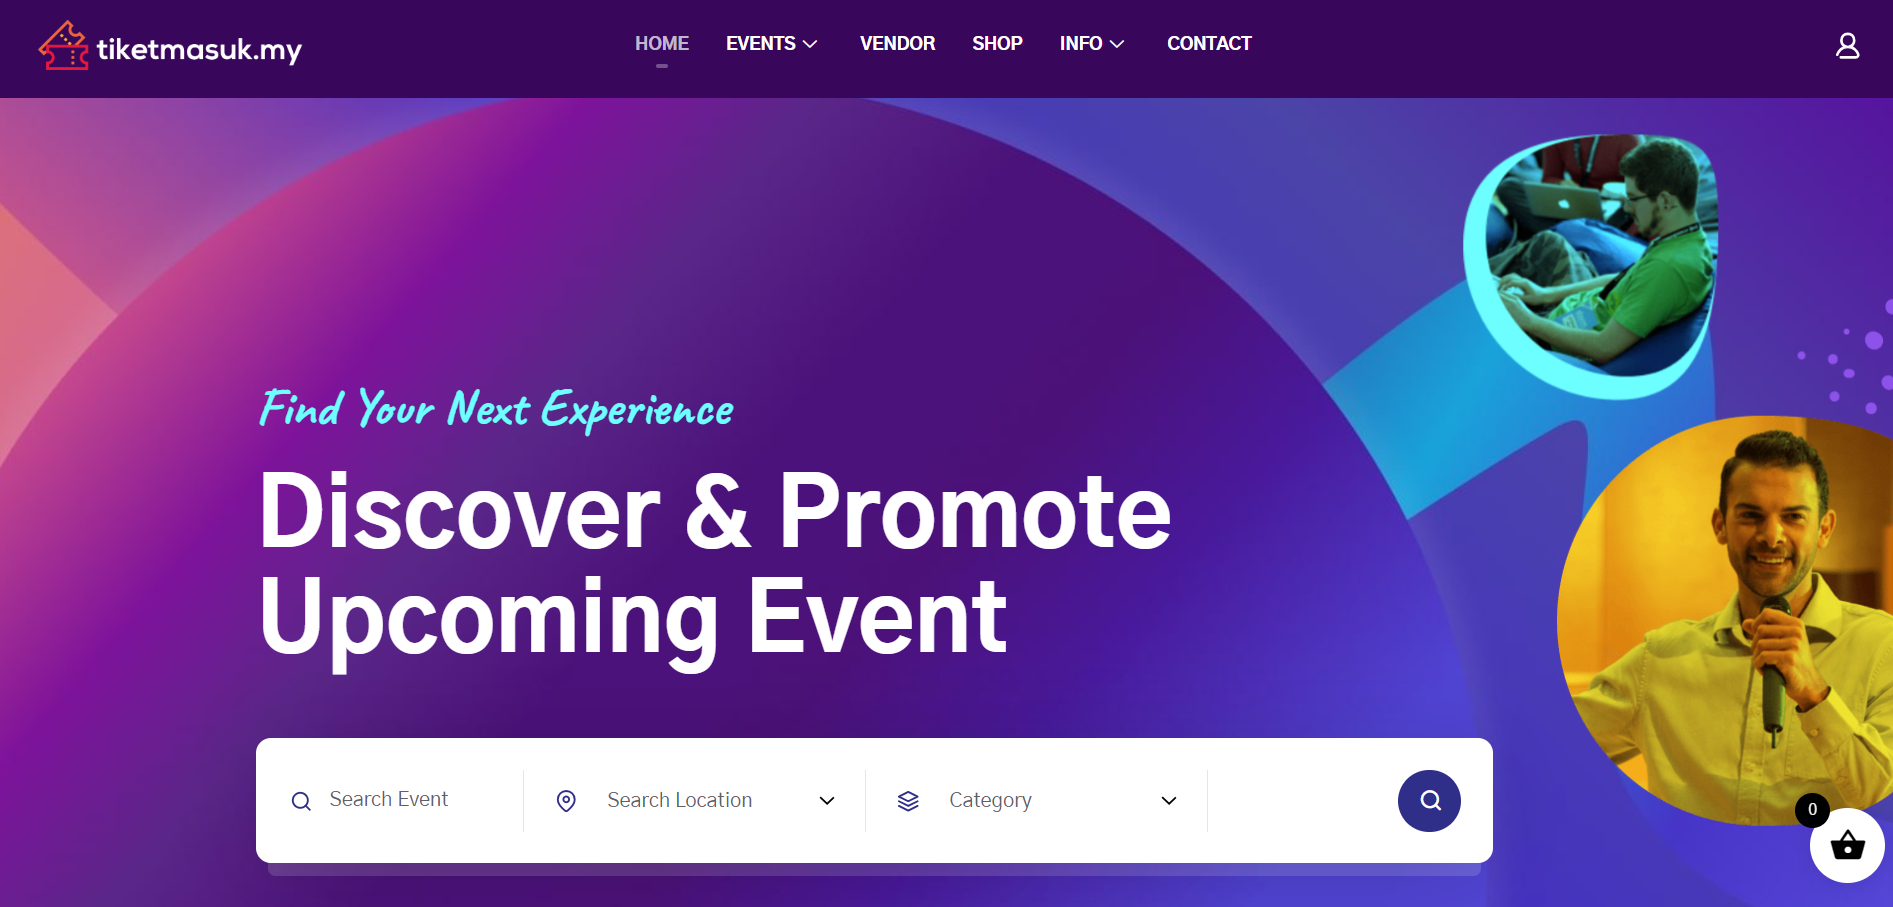 tiketmasuk.my
HOME
EVENTS
VENDOR
SHOP
INFO
CONTACT
Find Your Next Experience
Discover & Promote
Upcoming Event
Search Event
Search Location
Category
0